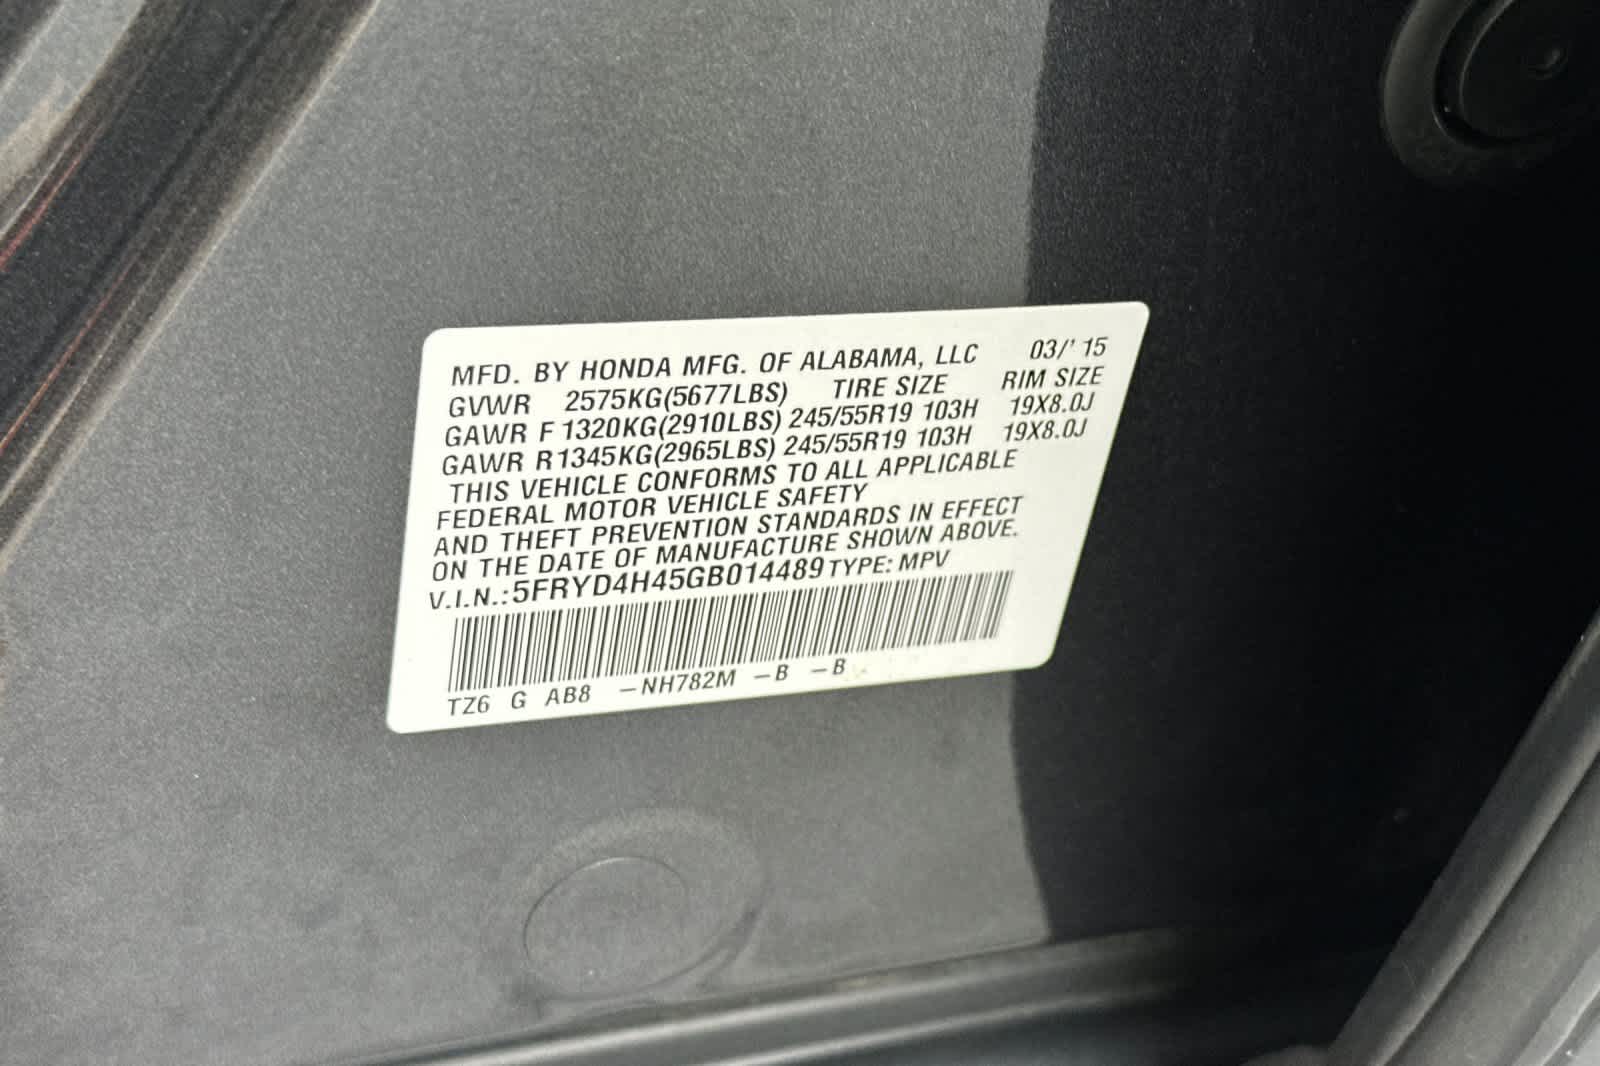 MFD. BY HONDA MFG. OF ALABAMA, LLC 03/' 15
GVWR 2575KG(5677LBS) TIRE SIZE RIM SIZE
GAWR F 1320KG(2910LBS) 245/55R19 103H 19X8.0J
GAWR R 1345KG(2965LBS) 245/55R19 103H 19X8.0J
THIS VEHICLE CONFORMS TO ALL APPLICABLE
FEDERAL MOTOR VEHICLE SAFETY
AND THEFT PREVENTION STANDARDS IN EFFECT
ON THE DATE OF MANUFACTURE SHOWN ABOVE.
V.I.N.: 5FRYD4H45GB014489 TYPE: MPV
TZ6 G AB8 –NH782M –B –B